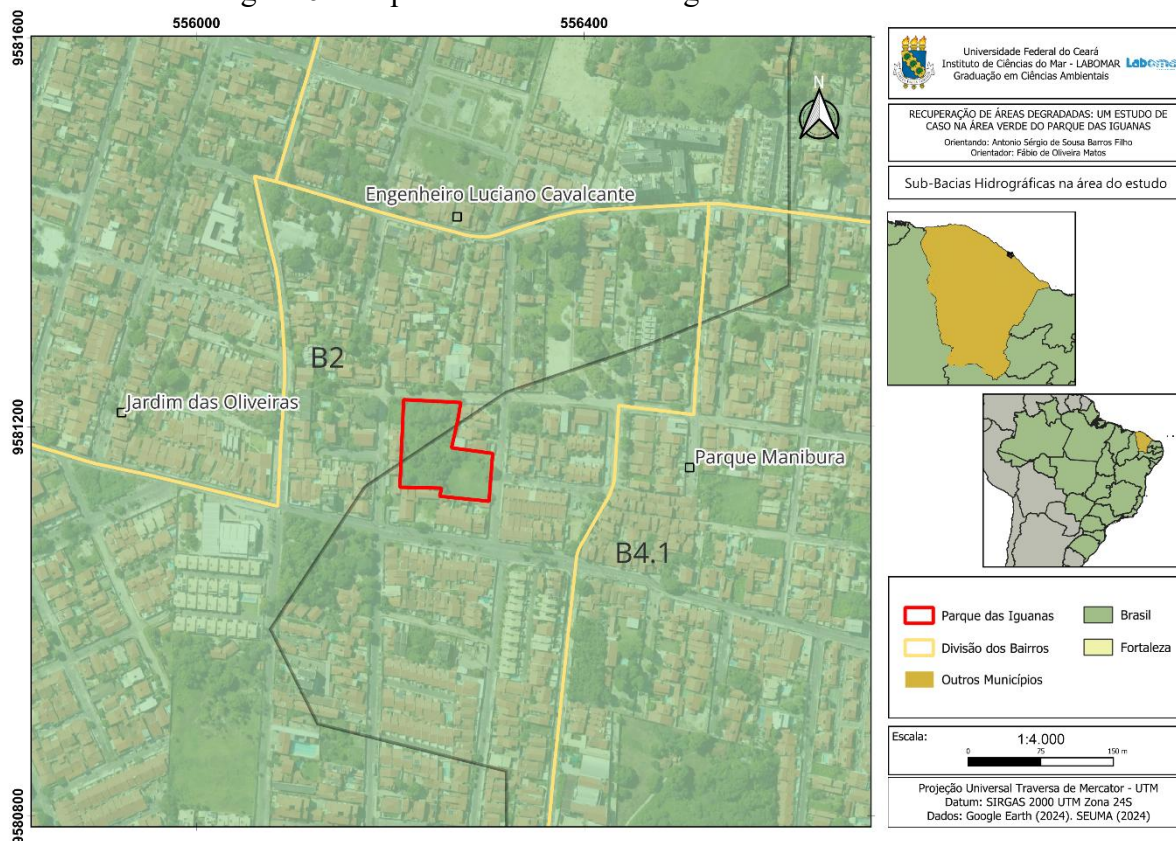 556000
556400
9581600
9581200
9580800
N
Engenheiro Luciano Cavalcante
B2
Jardim das Oliveiras
Parque Manibura
B4.1
Universidade Federal do Ceará
Instituto de Ciências do Mar - LABOMAR
Graduação em Ciências Ambientais
RECUPERAÇÃO DE ÁREAS DEGRADADAS: UM ESTUDO DE
CASO NA ÁREA VERDE DO PARQUE DAS IGUANAS
Orientando: Antonio Sérgio de Sousa Barros Filho
Orientador: Fábio de Oliveira Matos
Sub-Bacias Hidrográficas na área do estudo
Parque das Iguanas
Brasil
Divisão dos Bairros
Fortaleza
Outros Municípios
Escala:
1:4.000
0 75 150 m
Projeção Universal Traversa de Mercator - UTM
Datum: SIRGAS 2000 UTM Zona 24S
Dados: Google Earth (2024). SEUMA (2024)